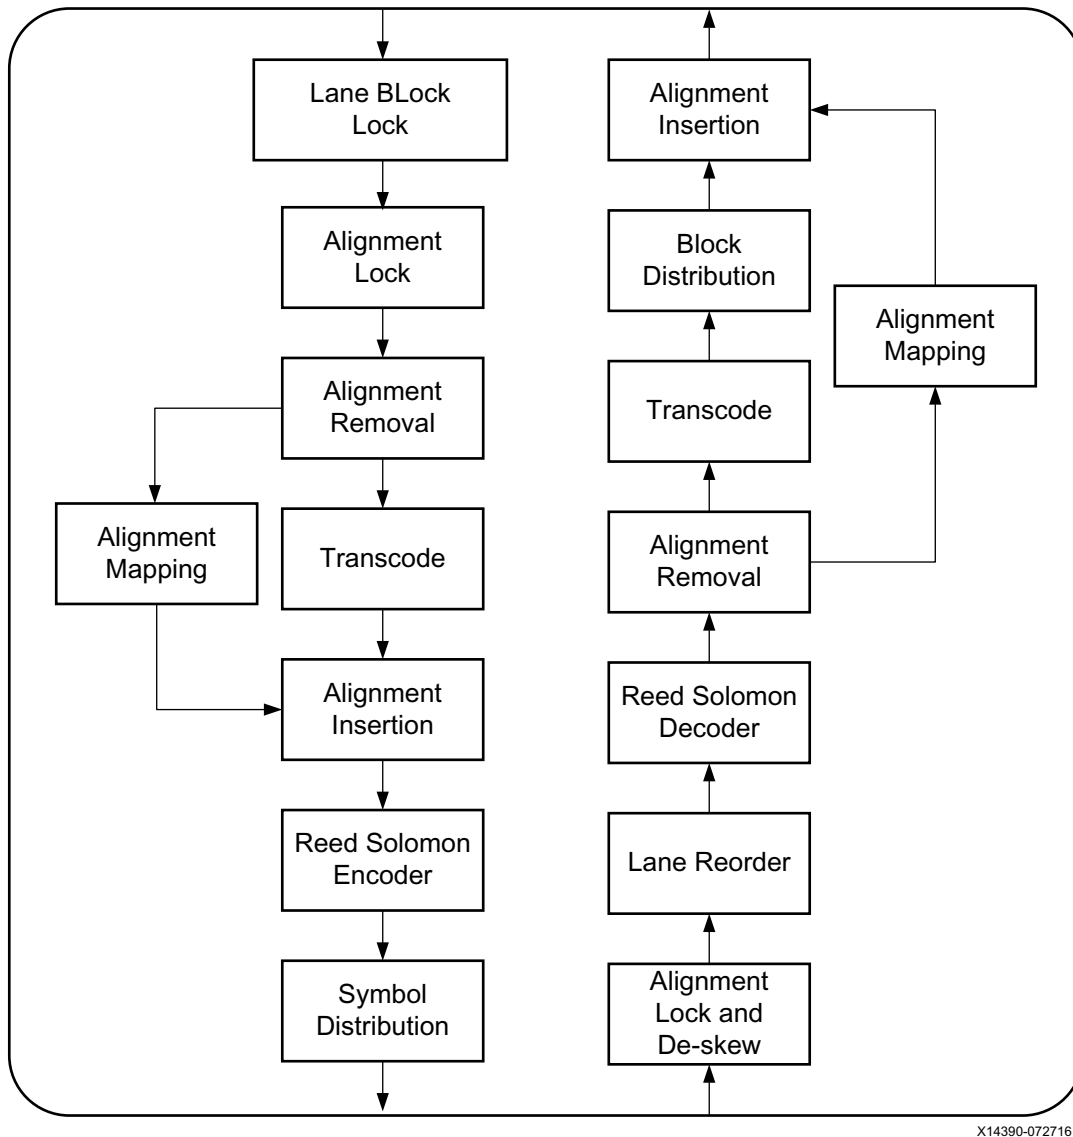 Lane BLock
Lock
Alignment
Lock
Alignment
Removal
Alignment
Mapping
Transcode
Alignment
Insertion
Reed Solomon
Encoder
Symbol
Distribution
Alignment
Insertion
Block
Distribution
Alignment
Mapping
Transcode
Alignment
Removal
Reed Solomon
Decoder
Lane Reorder
Alignment
Lock and
De-skew
X14390-072716